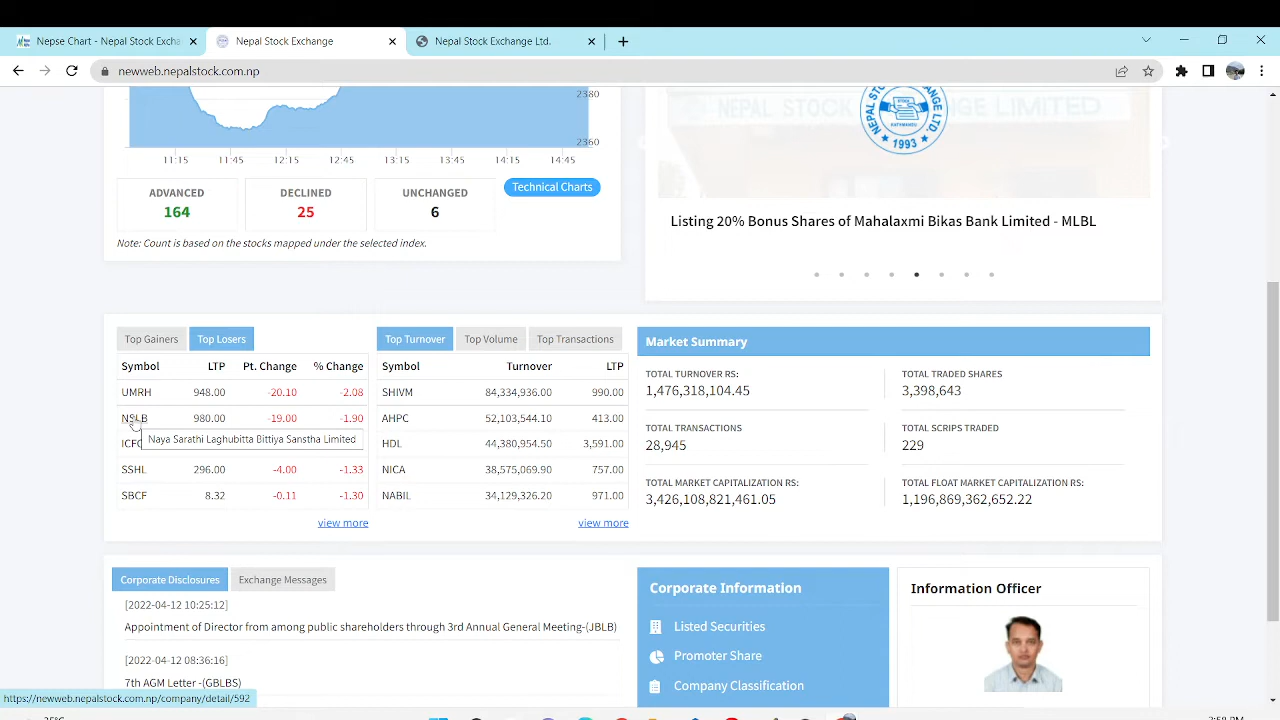 Nepse Chart - Nepal Stock Excha
Nepal Stock Exchange
Nepal Stock Exchange Ltd.
newweb.nepalstock.com.np
2380
2360
11:15 11:45 12:15 12:45 13:15 13:45 14:15 14:45
ADVANCED
164
DECLINED
25
UNCHANGED
6
Technical Charts
Note: Count is based on the stocks mapped under the selected index.
NEPAL STOCK EXCHANGE LIMITED
NEPAL STOCK EXCHANGE LTD.
1993
Listing 20% Bonus Shares of Mahalaxmi Bikas Bank Limited - MLBL
Top Gainers Top Losers
Symbol LTP Pt. Change % Change
UMRH 948.00 -20.10 -2.08
NSLB 980.00 -19.00 -1.90
ICFC -39
Naya Sarathi Laghubitta Bittiya Sanstha Limited
SSHL 296.00 -4.00 -1.33
SBCF 8.32 -0.11 -1.30
view more
Top Turnover Top Volume Top Transactions
Symbol Turnover LTP
SHIVM 84,334,936.00 990.00
AHPC 52,103,544.10 413.00
HDL 44,380,954.50 3,591.00
NICA 38,575,069.90 757.00
NABIL 34,129,326.20 971.00
view more
Market Summary
TOTAL TURNOVER RS:
1,476,318,104.45
TOTAL TRADED SHARES
3,398,643
TOTAL TRANSACTIONS
28,945
TOTAL SCRIPS TRADED
229
TOTAL MARKET CAPITALIZATION RS:
3,426,108,821,461.05
TOTAL FLOAT MARKET CAPITALIZATION RS:
1,196,869,362,652.22
Corporate Disclosures Exchange Messages
[2022-04-12 10:25:12]
Appointment of Director from among public shareholders through 3rd Annual General Meeting-(JBLB)
[2022-04-12 08:36:16]
7th AGM Letter -(GBLBS)
Corporate Information
Listed Securities
Promoter Share
Company Classification
Information Officer
https://newweb.nepalstock.com.np/company/detail/592